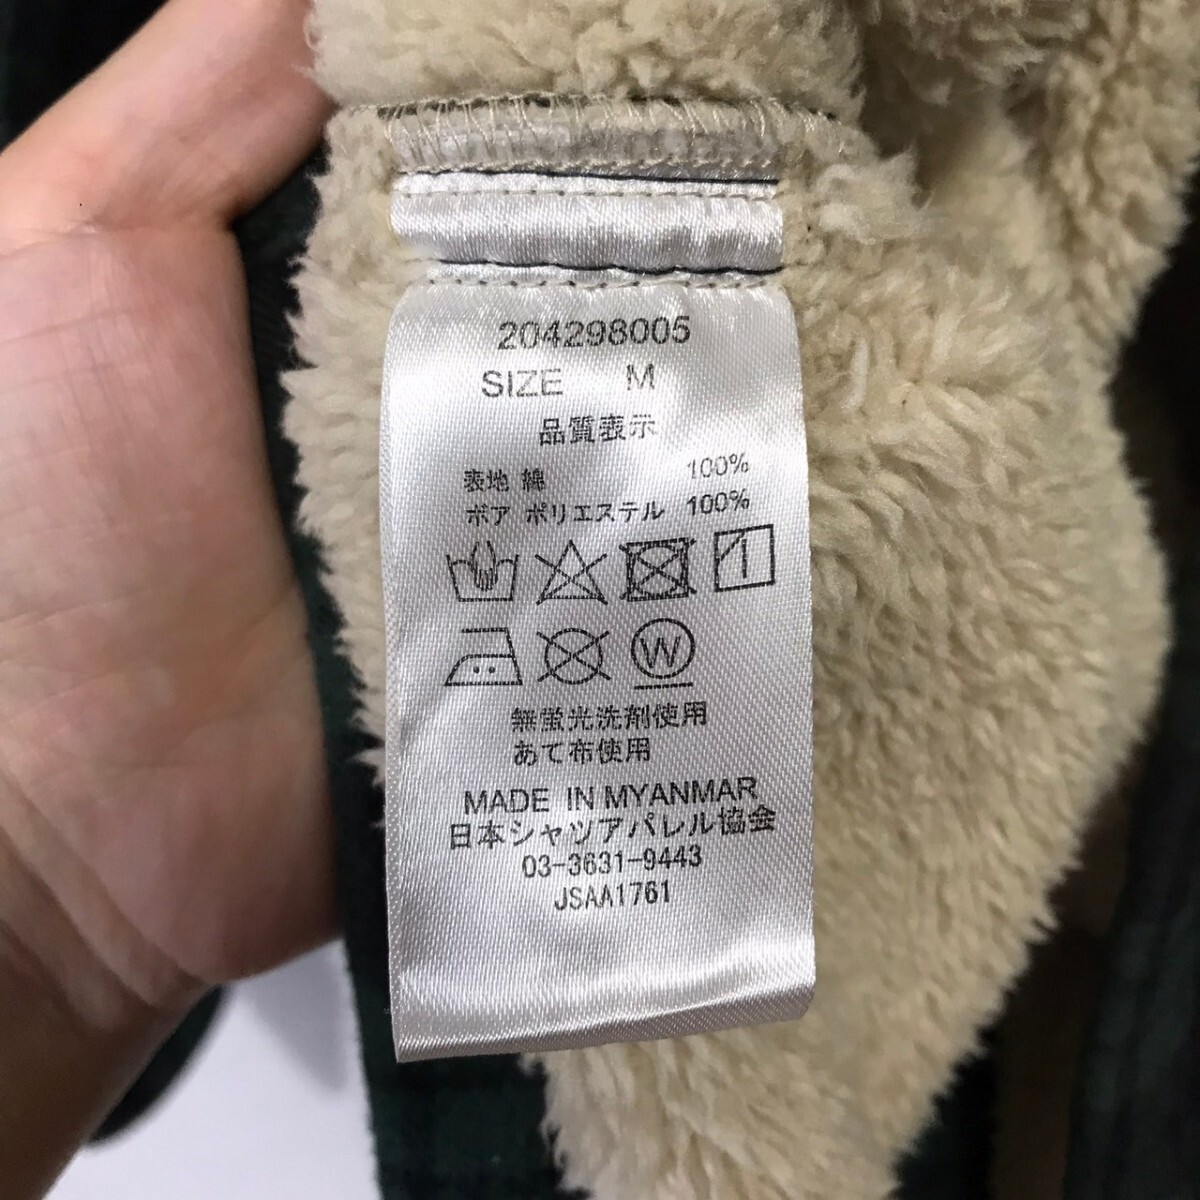 204298005
SIZE M
品質表示
表地 綿 100%
ボア ポリエステル 100%
W
無蛍光洗剤使用
あて布使用
MADE IN MYANMAR
日本シャツアパレル協会
03-3631-9443
JSAA1761